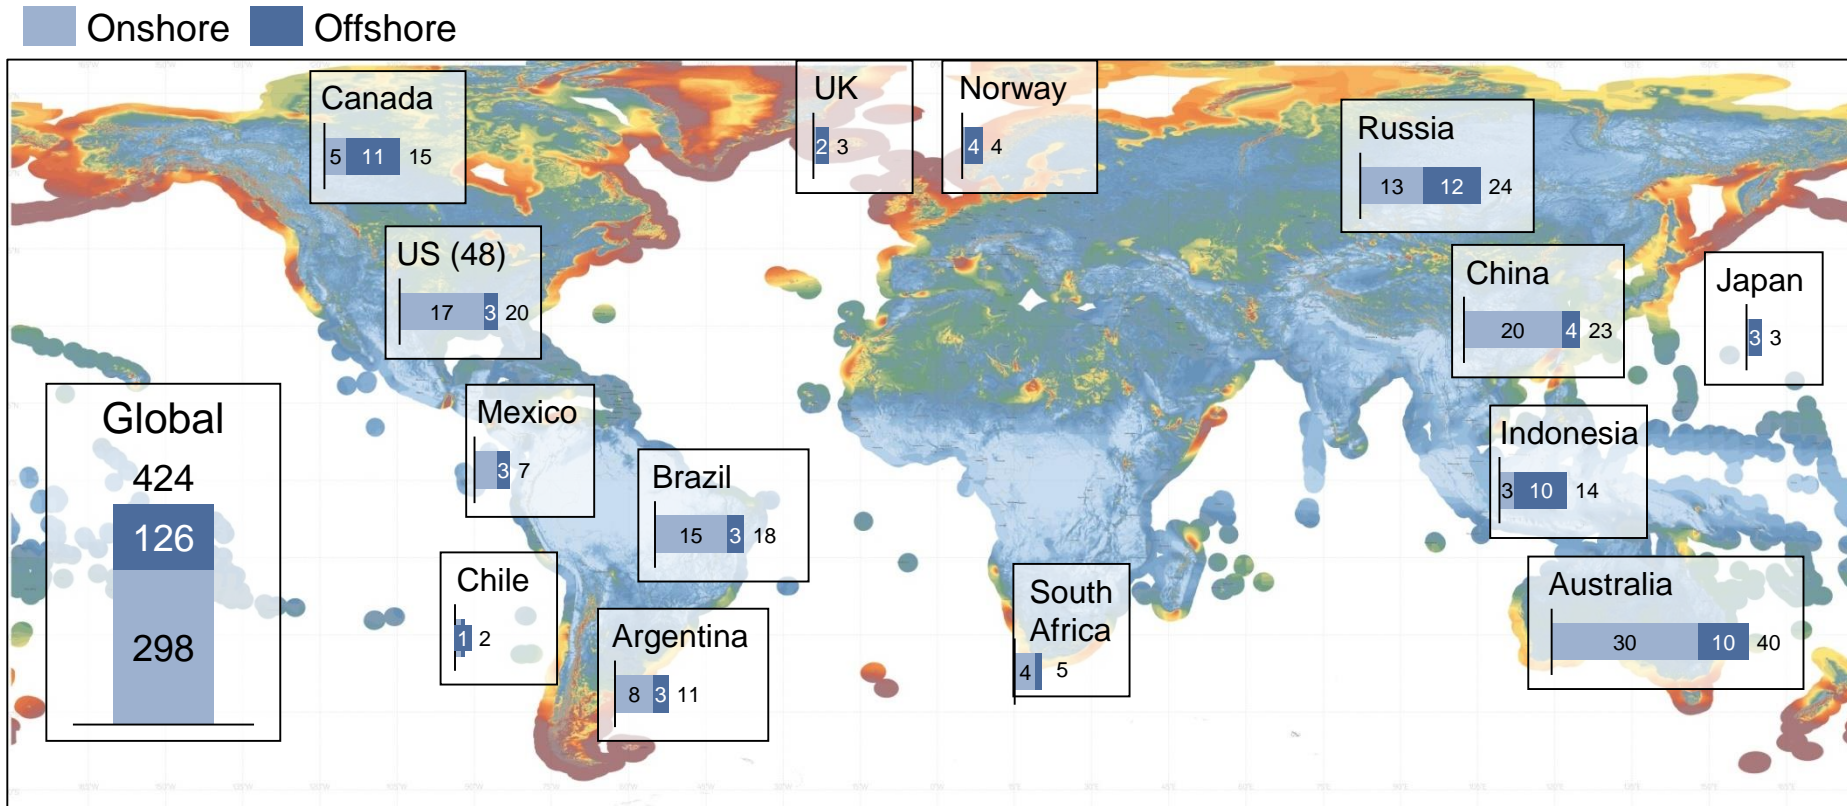 Onshore Offshore
Canada
5 11 15
UK
2 3
Norway
4 4
Russia
13 12 24
US (48)
17 3 20
China
20 4 23
Japan
3 3
Global
424
126
298
Mexico
3 7
Brazil
15 3 18
Indonesia
3 10 14
Chile
1 2
Argentina
8 3 11
South
Africa
4 5
Australia
30 10 40